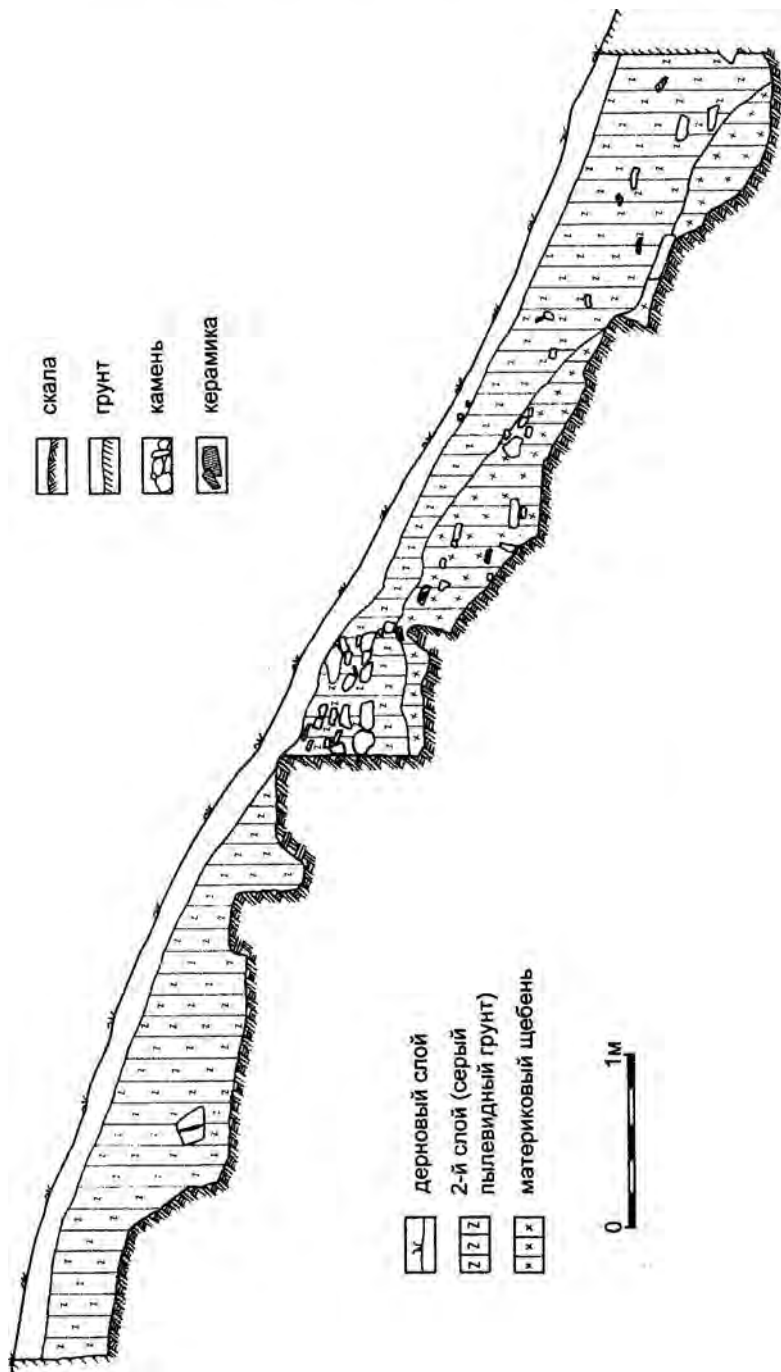 скала
грунт
камень
керамика
дерновый слой
2-й слой (серый
пылевидный грунт)
материковый щебень
0
1м